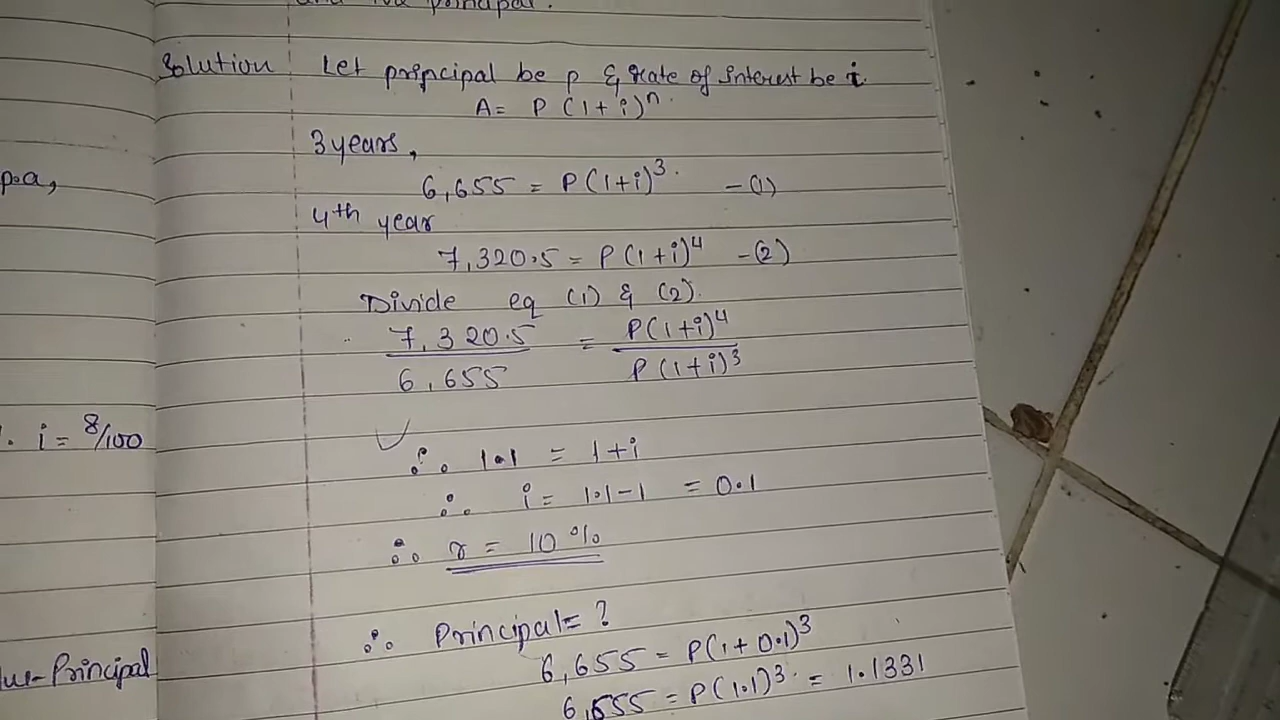 and the principal.
Solution Let principal be p & rate of interest be i.
A = P (1 + i)ⁿ.
3 years,
p.a,
6,655 = P(1+i)³. -(1)
4th year
7,320.5 = P(1+i)⁴ -(2)
Divide eq (1) & (2).
7,320.5 = P(1+i)⁴
6,655 P(1+i)³
i = 8/100
∴ 1.1 = 1+i
∴ i = 1.1-1 = 0.1
∴ r = 10%
∴ Principal = ?
6,655 = P(1+0.1)³
Principal
6,655 = P(1.1)³ = 1.1331